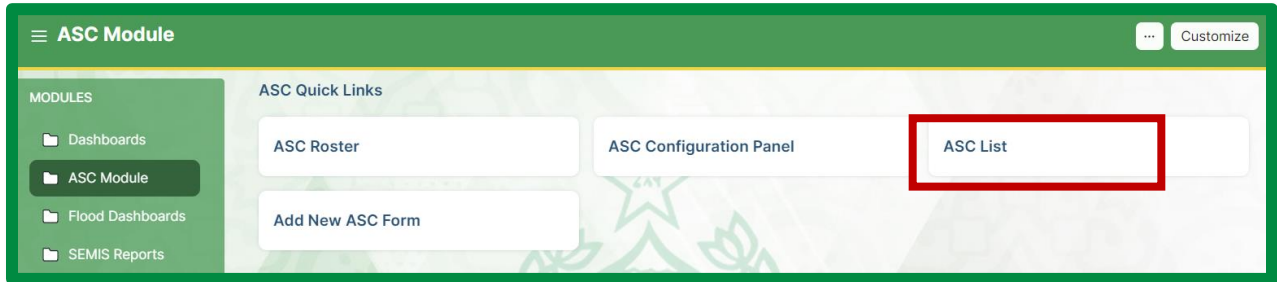 ASC Module
... Customize
MODULES
Dashboards
ASC Module
Flood Dashboards
SEMIS Reports
ASC Quick Links
ASC Roster
ASC Configuration Panel
ASC List
Add New ASC Form